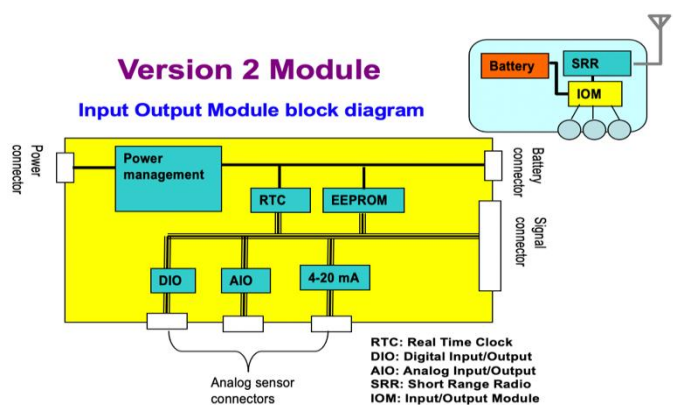 Version 2 Module
Input Output Module block diagram
Battery
SRR
IOM
Power
connector
Power
management
Battery
connector
RTC
EEPROM
Signal
connector
DIO
AIO
4-20 mA
Analog sensor
connectors
RTC: Real Time Clock
DIO: Digital Input/Output
AIO: Analog Input/Output
SRR: Short Range Radio
IOM: Input/Output Module